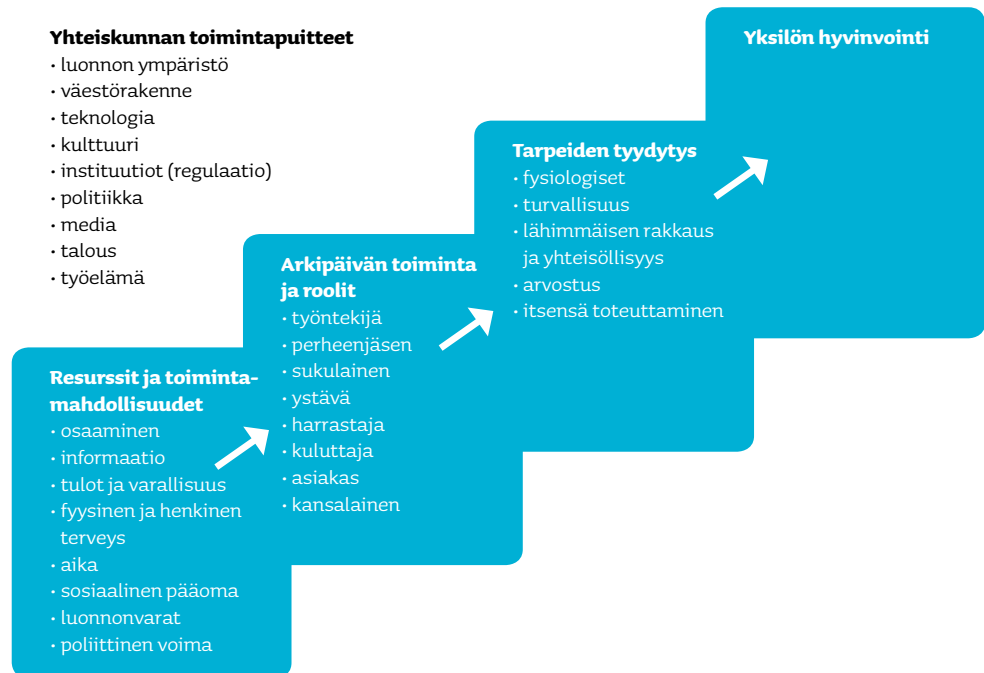 Yhteiskunnan toimintapuitteet
· luonnon ympäristö
· väestörakenne
· teknologia
· kulttuuri
· instituutiot (regulaatio)
· politiikka
· media
· talous
· työelämä
Resurssit ja toiminta-
mahdollisuudet
· osaaminen
· informaatio
· tulot ja varallisuus
· fyysinen ja henkinen
terveys
· aika
· sosiaalinen pääoma
· luonnonvarat
· poliittinen voima
Arkipäivän toiminta
ja roolit
· työntekijä
· perheenjäsen
· sukulainen
· ystävä
· harrastaja
· kuluttaja
· asiakas
· kansalainen
Tarpeiden tyydytys
· fysiologiset
· turvallisuus
· lähimmäisen rakkaus
ja yhteisöllisyys
· arvostus
· itsensä toteuttaminen
Yksilön hyvinvointi